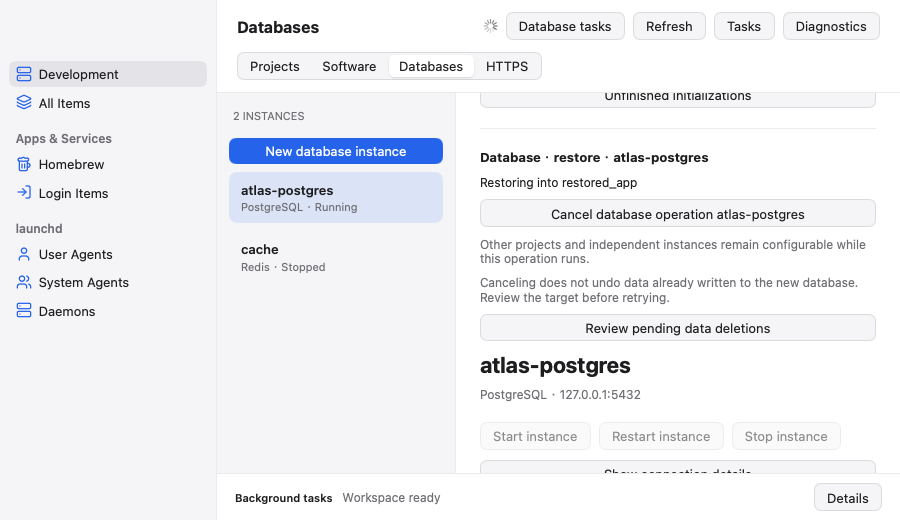 Databases
Database tasks
Refresh
Tasks
Diagnostics
Projects
Software
Databases
HTTPS
Development
All Items
Apps & Services
Homebrew
Login Items
launchd
User Agents
System Agents
Daemons
2 INSTANCES
New database instance
atlas-postgres
PostgreSQL · Running
cache
Redis · Stopped
Unfinished initializations
Database · restore · atlas-postgres
Restoring into restored_app
Cancel database operation atlas-postgres
Other projects and independent instances remain configurable while
this operation runs.
Canceling does not undo data already written to the new database.
Review the target before retrying.
Review pending data deletions
atlas-postgres
PostgreSQL · 127.0.0.1:5432
Start instance
Restart instance
Stop instance
Show connection details
Background tasks
Workspace ready
Details